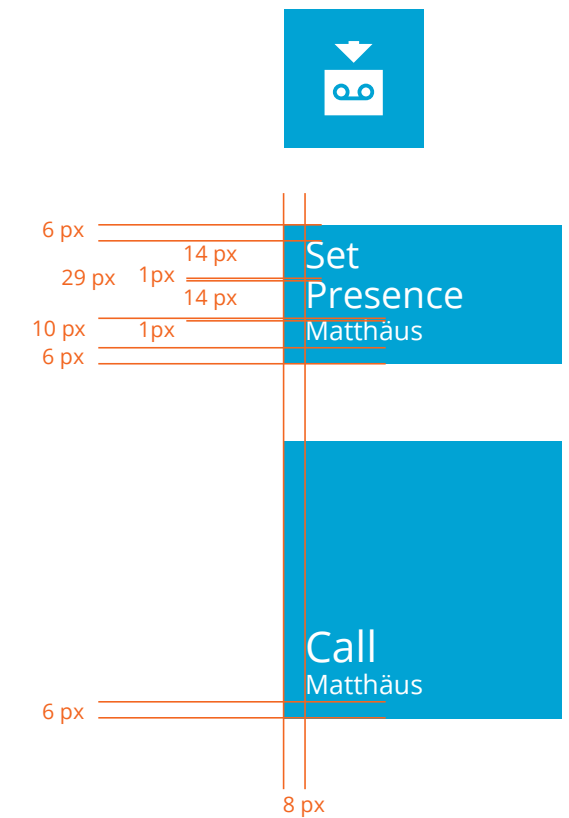 6 px
14 px
Set
29 px
1px
14 px
Presence
10 px
1px
Matthäus
6 px
Call
Matthäus
6 px
8 px